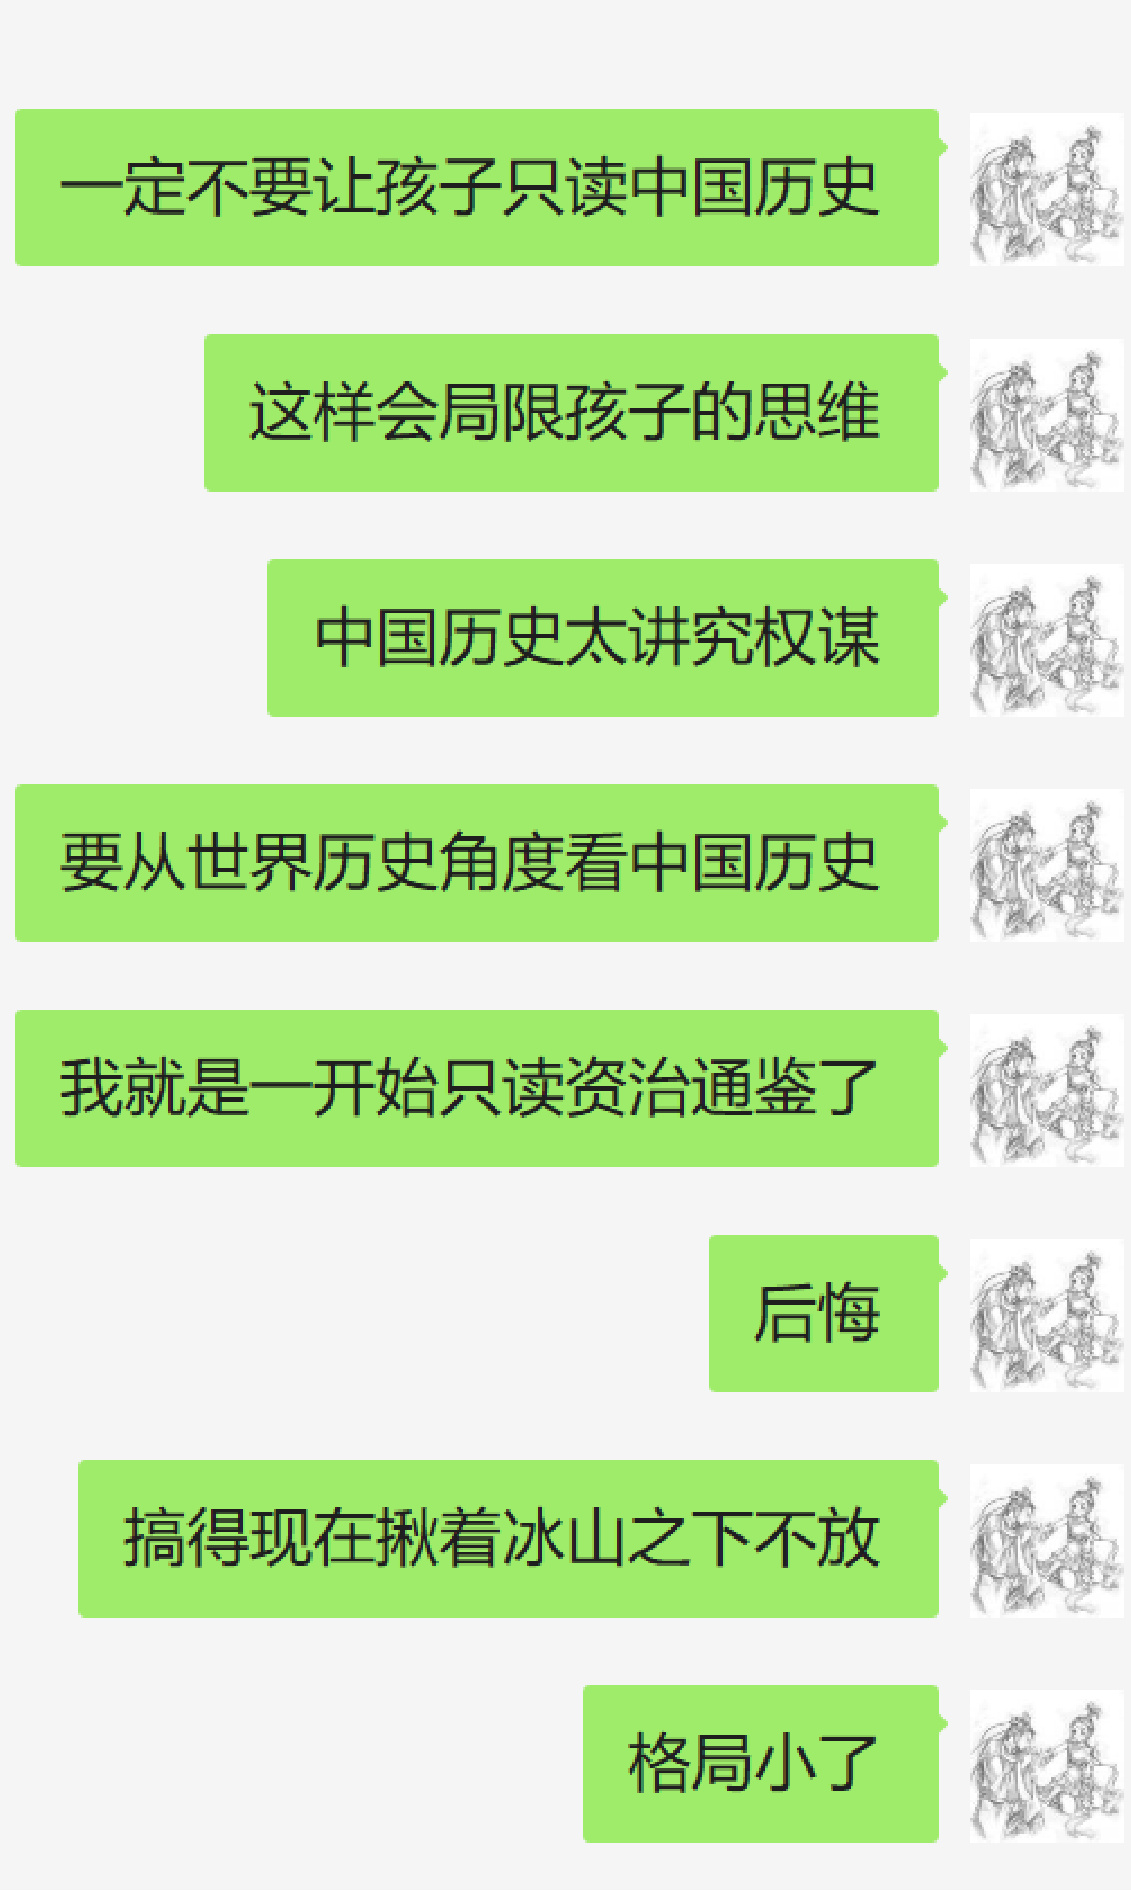 一定不要让孩子只读中国历史
这样会局限孩子的思维
中国历史太讲究权谋
要从世界历史角度看中国历史
我就是一开始只读资治通鉴了
后悔
搞得现在揪着冰山之下不放
格局小了